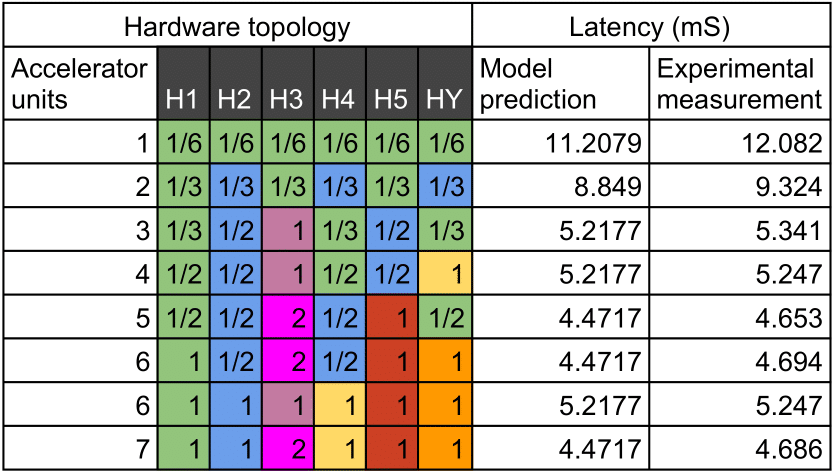 Hardware topology Latency (mS)
Accelerator units H1 H2 H3 H4 H5 HY Model prediction Experimental measurement
1 1/6 1/6 1/6 1/6 1/6 1/6 11.2079 12.082
2 1/3 1/3 1/3 1/3 1/3 1/3 8.849 9.324
3 1/3 1/2 1 1/3 1/2 1/3 5.2177 5.341
4 1/2 1/2 1 1/2 1/2 1 5.2177 5.247
5 1/2 1/2 2 1/2 1 1/2 4.4717 4.653
6 1 1/2 2 1/2 1 1 4.4717 4.694
6 1 1 1 1 1 1 5.2177 5.247
7 1 1 2 1 1 1 4.4717 4.686